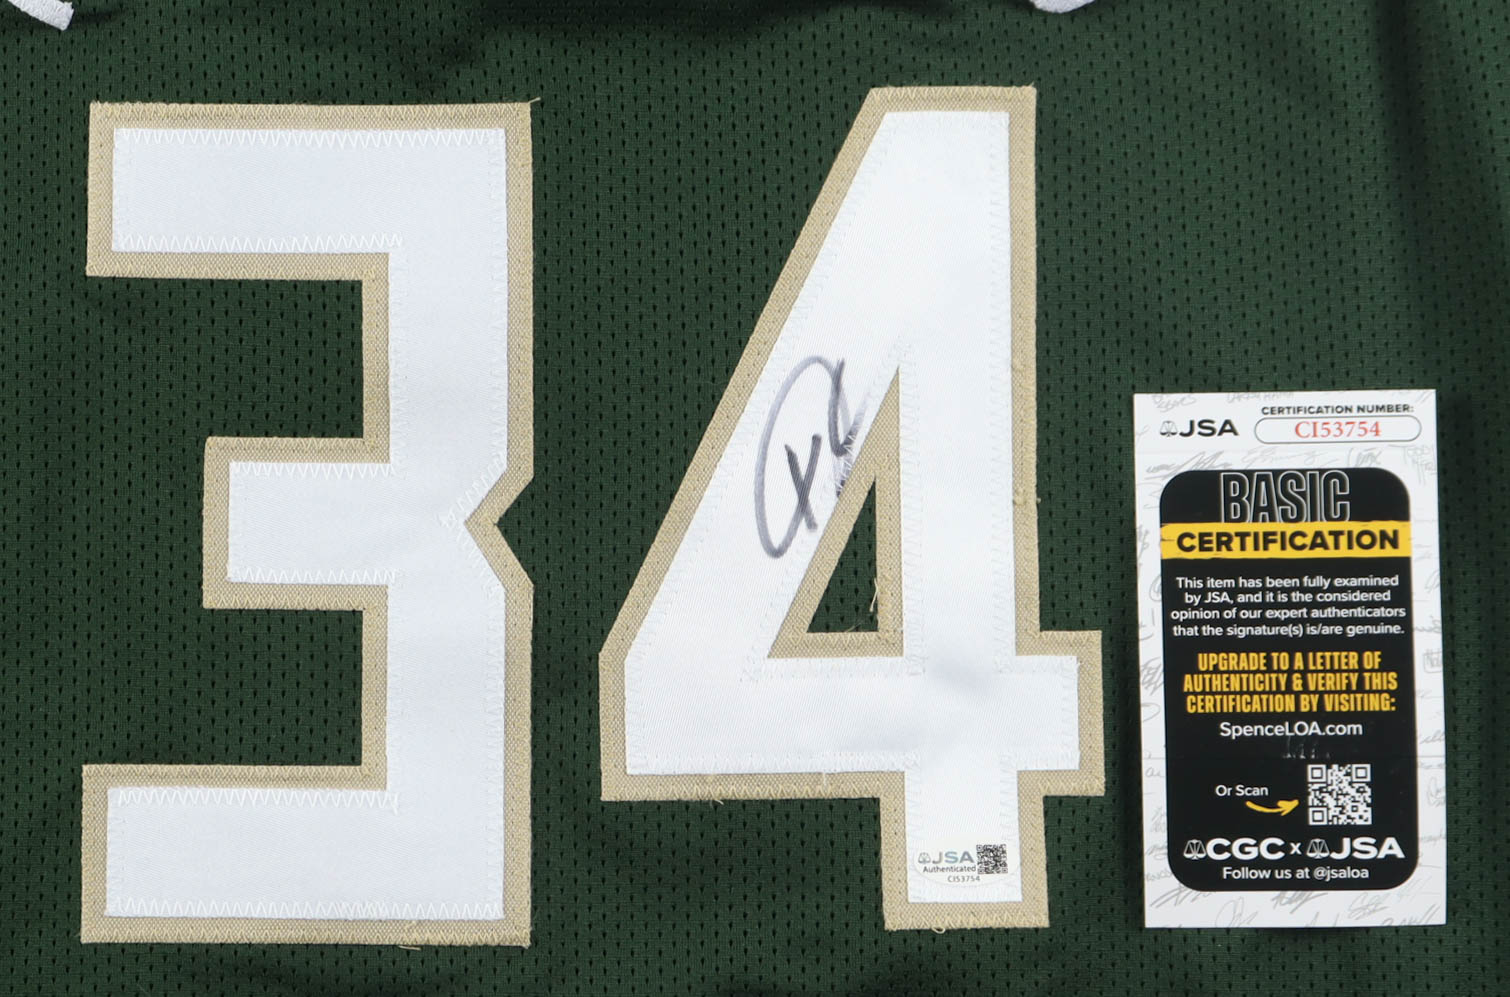 34
JSA
CERTIFICATION NUMBER:
CI53754
BASIC
CERTIFICATION
This item has been fully examined
by JSA, and it is the considered
opinion of our expert authenticators
that the signature(s) is/are genuine.
UPGRADE TO A LETTER OF
AUTHENTICITY & VERIFY THIS
CERTIFICATION BY VISITING:
SpenceLOA.com
Or Scan
CGC x JSA
Follow us at @jsaloa
JSA
Authenticated
CI53754